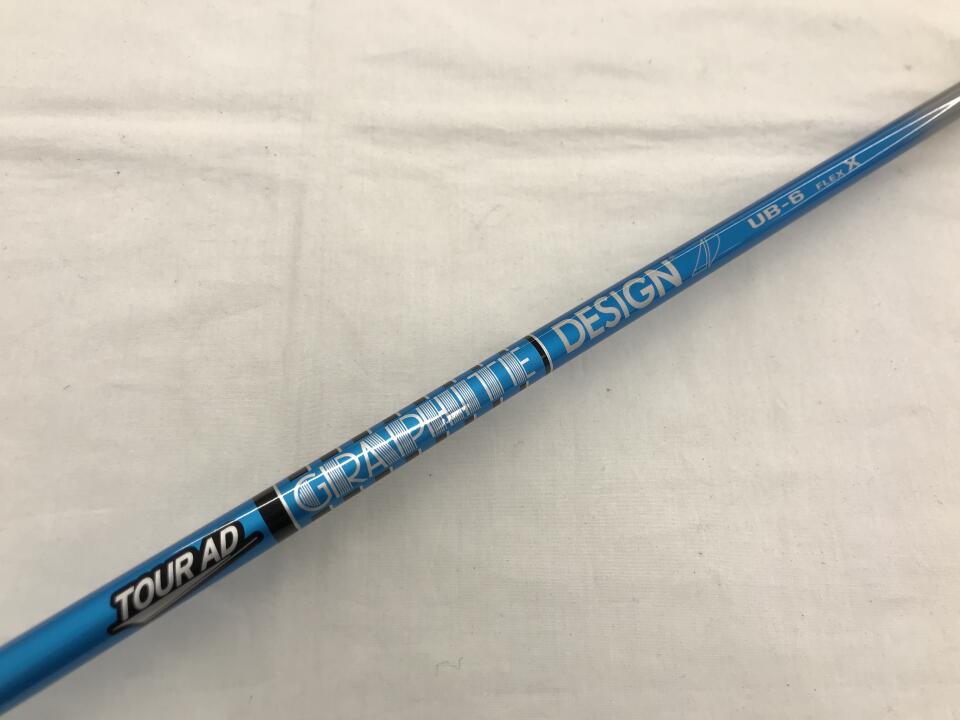 TOUR AD
GRAPHITE DESIGN
UB-6 FLEX X